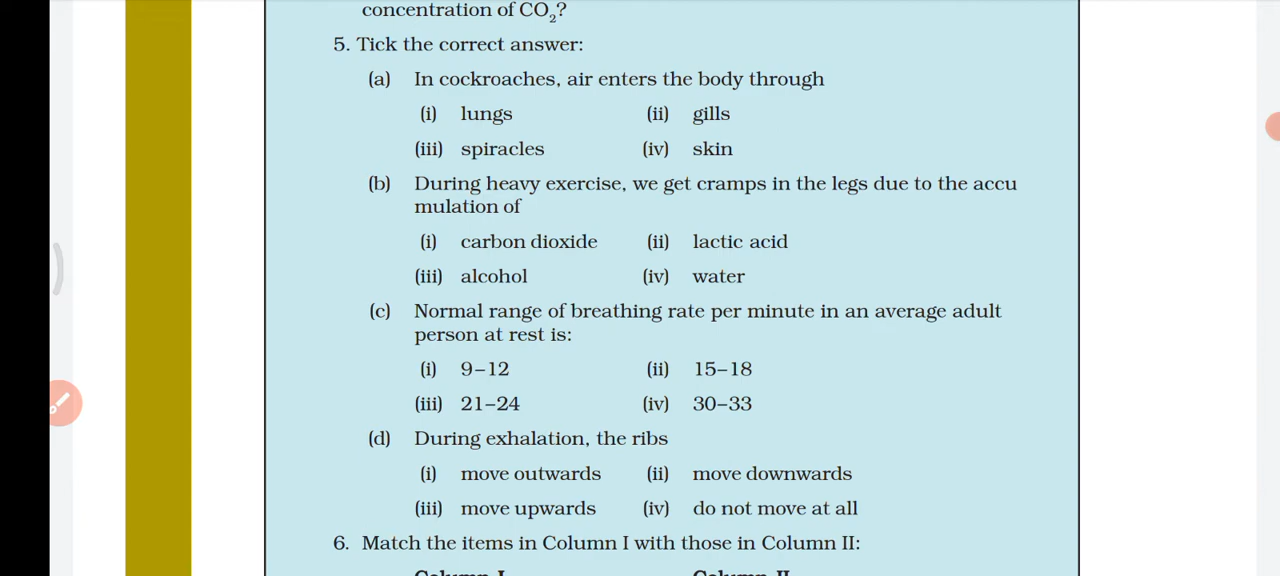 concentration of CO₂?
5. Tick the correct answer:
(a) In cockroaches, air enters the body through
(i) lungs (ii) gills
(iii) spiracles (iv) skin
(b) During heavy exercise, we get cramps in the legs due to the accu
mulation of
(i) carbon dioxide (ii) lactic acid
(iii) alcohol (iv) water
(c) Normal range of breathing rate per minute in an average adult
person at rest is:
(i) 9–12 (ii) 15–18
(iii) 21–24 (iv) 30–33
(d) During exhalation, the ribs
(i) move outwards (ii) move downwards
(iii) move upwards (iv) do not move at all
6. Match the items in Column I with those in Column II:
Column I Column II